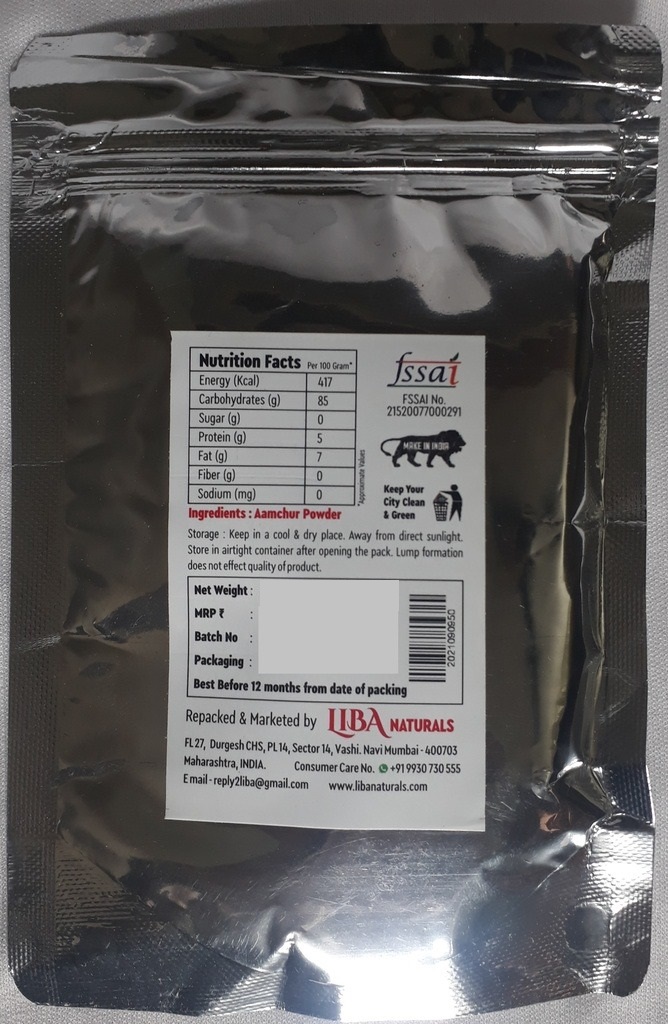 Nutrition Facts Per 100 Gram*
Energy (Kcal) 417
Carbohydrates (g) 85
Sugar (g) 0
Protein (g) 5
Fat (g) 7
Fiber (g) 0
Sodium (mg) 0
*Approximate Values
fssai
FSSAI No.
21520077000291
MAKE IN INDIA
Keep Your
City Clean
& Green
Ingredients : Aamchur Powder
Storage : Keep in a cool & dry place. Away from direct sunlight.
Store in airtight container after opening the pack. Lump formation
does not effect quality of product.
Net Weight :
MRP ₹ :
Batch No :
Packaging :
2021090950
Best Before 12 months from date of packing
Repacked & Marketed by LIBA NATURALS
FL 27, Durgesh CHS, PL 14, Sector 14, Vashi. Navi Mumbai - 400703
Maharashtra, INDIA. Consumer Care No. +91 9930 730 555
Email - reply2liba@gmail.com www.libanaturals.com